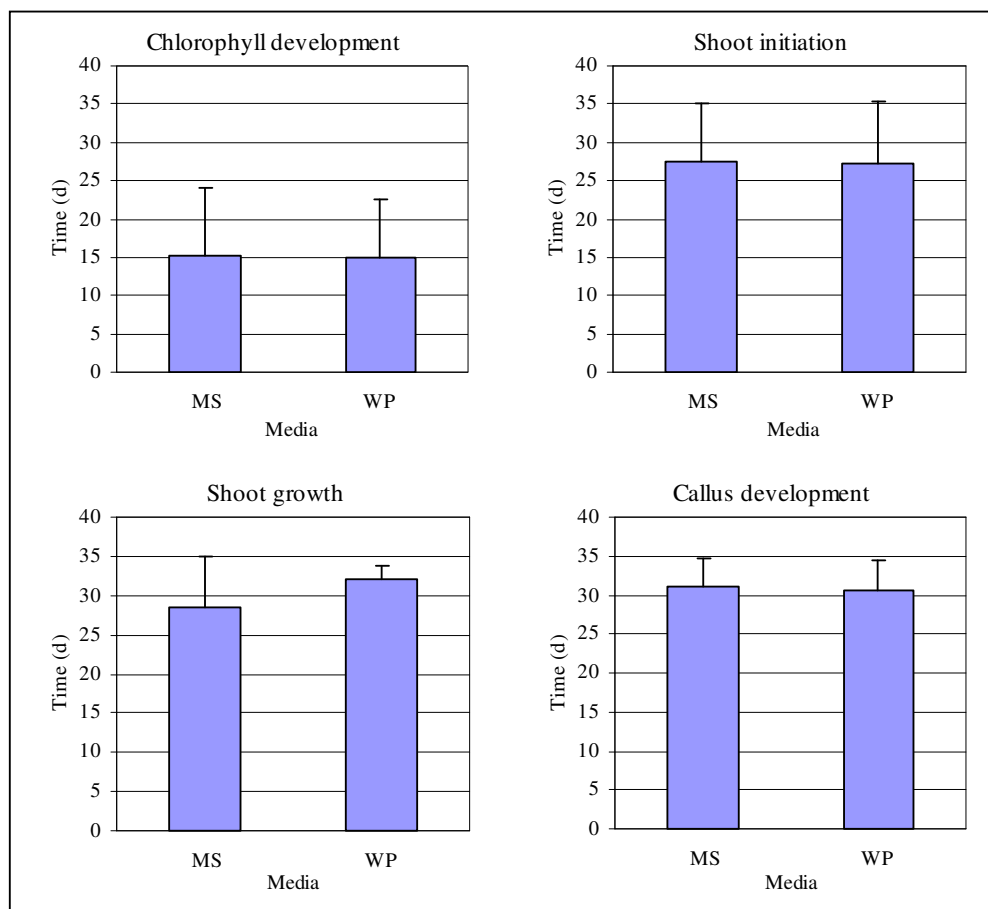 Chlorophyll development
40
35
30
25
20
15
10
5
0
Time (d)
MS WP
Media
Shoot initiation
40
35
30
25
20
15
10
5
0
Time (d)
MS WP
Media
Shoot growth
40
35
30
25
20
15
10
5
0
Time (d)
MS WP
Media
Callus development
40
35
30
25
20
15
10
5
0
Time (d)
MS WP
Media